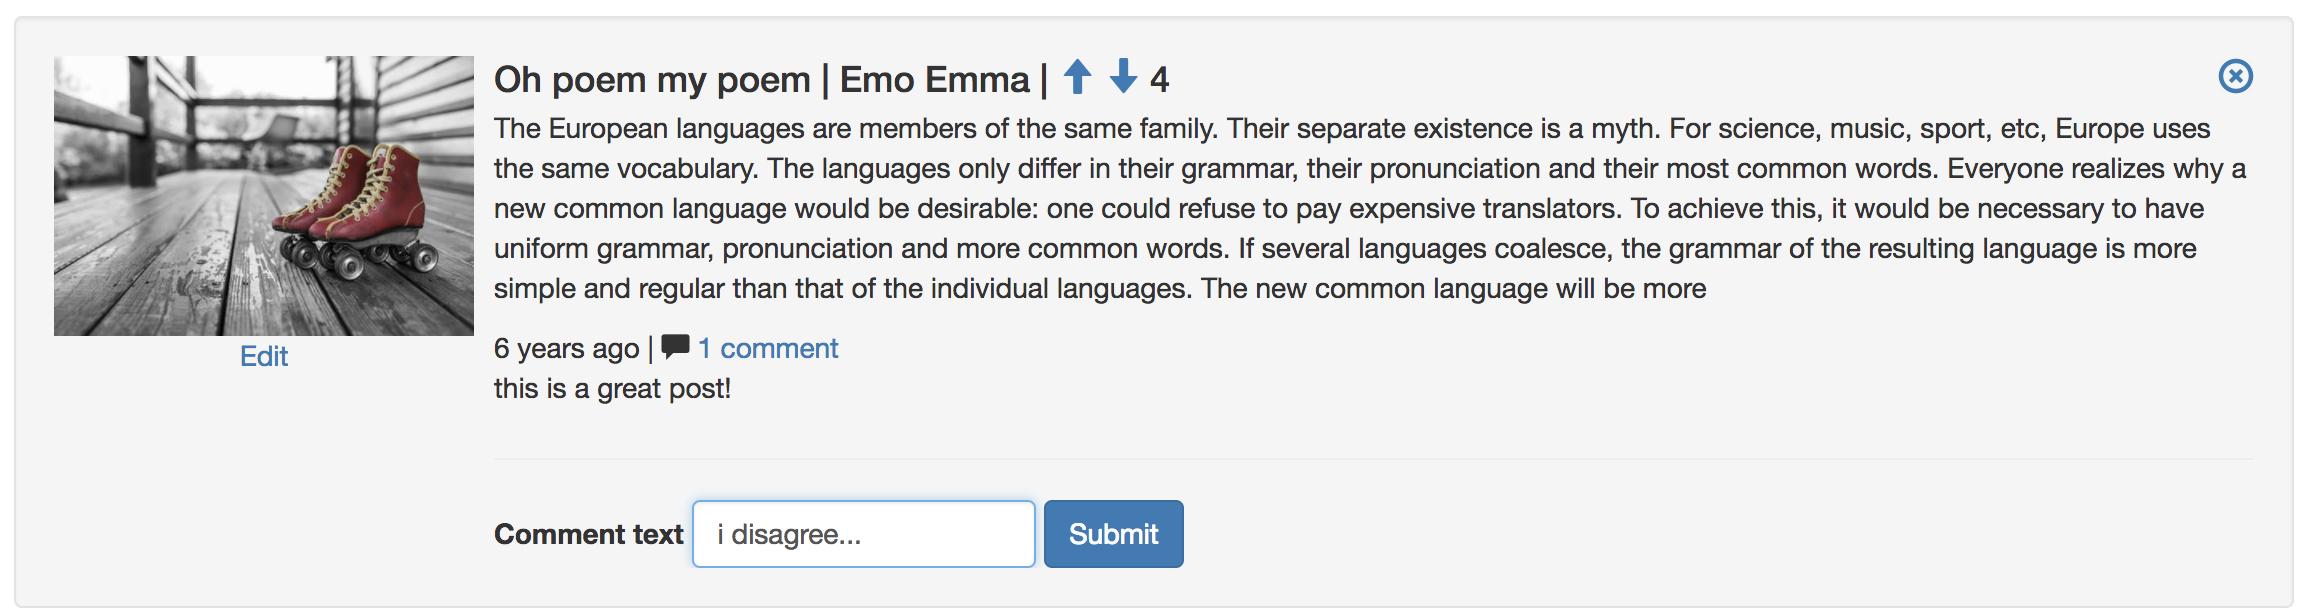 Oh poem my poem | Emo Emma | 4
The European languages are members of the same family. Their separate existence is a myth. For science, music, sport, etc, Europe uses
the same vocabulary. The languages only differ in their grammar, their pronunciation and their most common words. Everyone realizes why a
new common language would be desirable: one could refuse to pay expensive translators. To achieve this, it would be necessary to have
uniform grammar, pronunciation and more common words. If several languages coalesce, the grammar of the resulting language is more
simple and regular than that of the individual languages. The new common language will be more
Edit
6 years ago | 1 comment
this is a great post!
Comment text i disagree... Submit